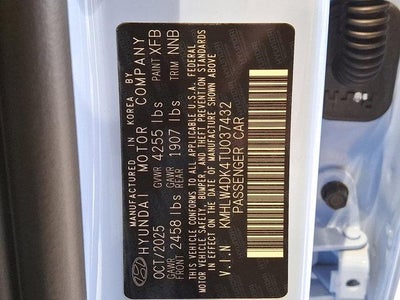 MANUFACTURED IN KOREA BY
HYUNDAI MOTOR COMPANY
OCT/2025 GVWR 4255 lbs PAINT XFB
GAWR FRONT 2458 lbs GAWR REAR 1907 lbs TRIM NNB
THIS VEHICLE CONFORMS TO ALL APPLICABLE U.S.A. FEDERAL
MOTOR VEHICLE SAFETY, BUMPER, AND THEFT PREVENTION STANDARDS
IN EFFECT ON THE DATE OF MANUFACTURE SHOWN ABOVE
V.I.N KMHLW4DK4TU037432
PASSENGER CAR